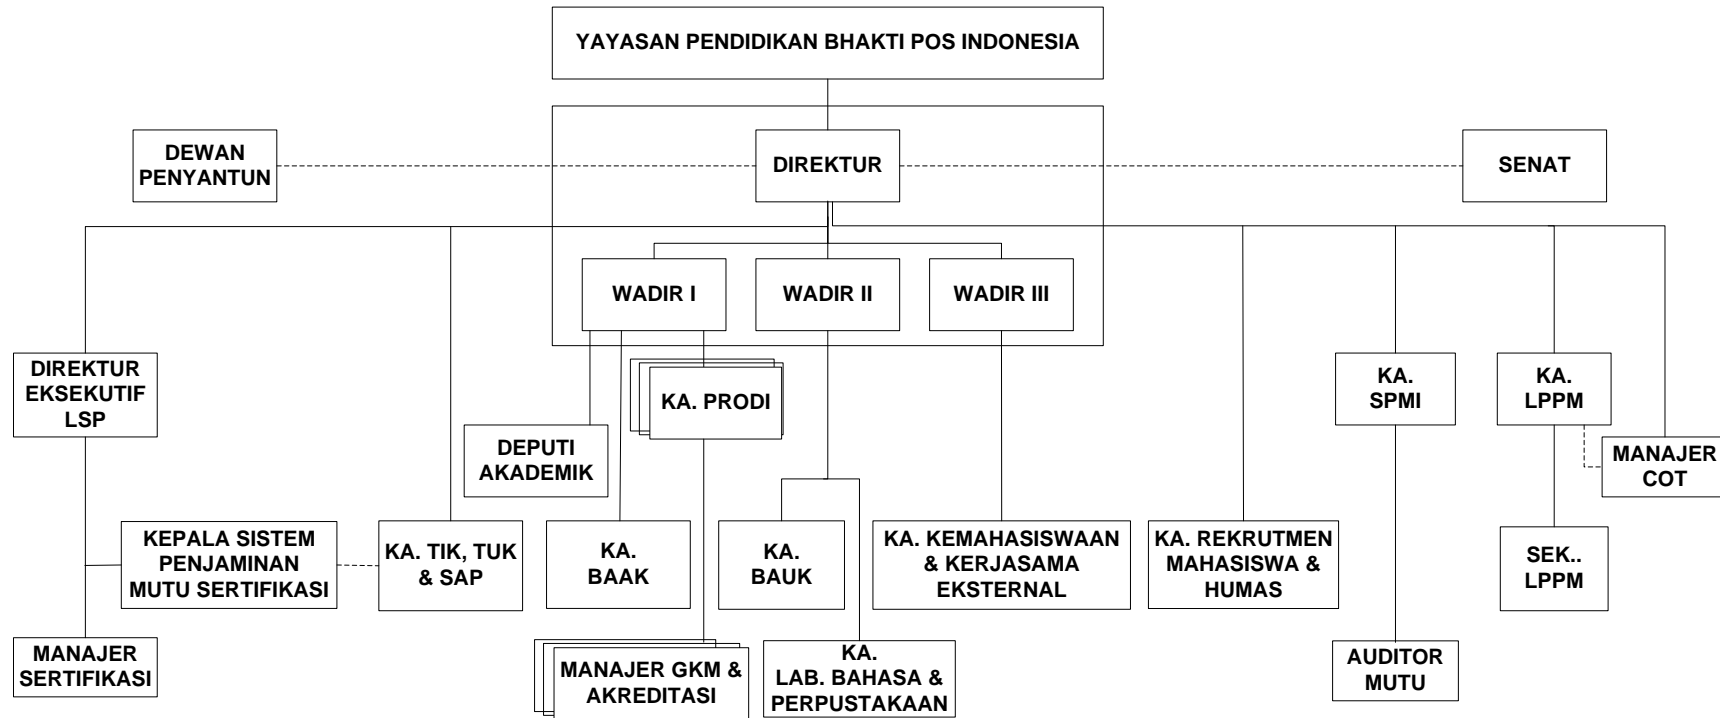 YAYASAN PENDIDIKAN BHAKTI POS INDONESIA
DEWAN
PENYANTUN
DIREKTUR
SENAT
WADIR I
WADIR II
WADIR III
DIREKTUR
EKSEKUTIF
LSP
KA. PRODI
KA.
SPMI
KA.
LPPM
DEPUTI
AKADEMIK
MANAJER
COT
KEPALA SISTEM
PENJAMINAN
MUTU SERTIFIKASI
KA. TIK, TUK
& SAP
KA.
BAAK
KA.
BAUK
KA. KEMAHASISWAAN
& KERJASAMA
EKSTERNAL
KA. REKRUTMEN
MAHASISWA &
HUMAS
SEK..
LPPM
MANAJER
SERTIFIKASI
MANAJER GKM &
AKREDITASI
KA.
LAB. BAHASA &
PERPUSTAKAAN
AUDITOR
MUTU